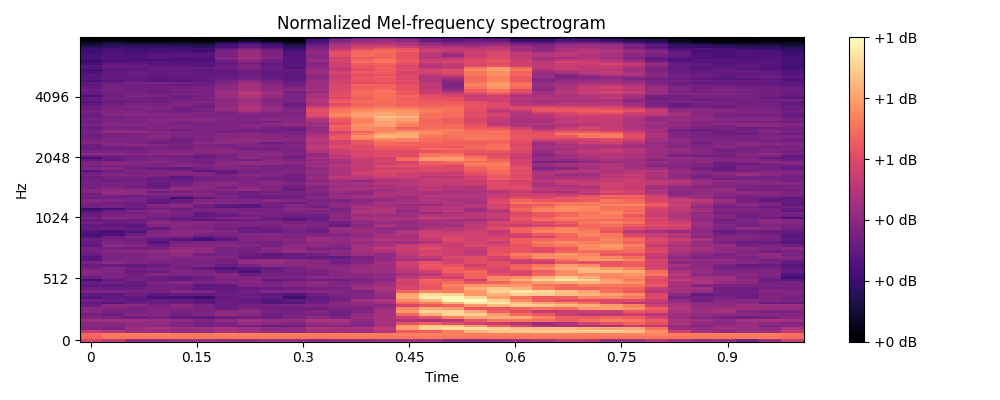 Normalized Mel-frequency spectrogram
+1 dB
4096
+1 dB
2048
+1 dB
Hz
1024
+0 dB
512
+0 dB
0
+0 dB
0 0.15 0.3 0.45 0.6 0.75 0.9
Time